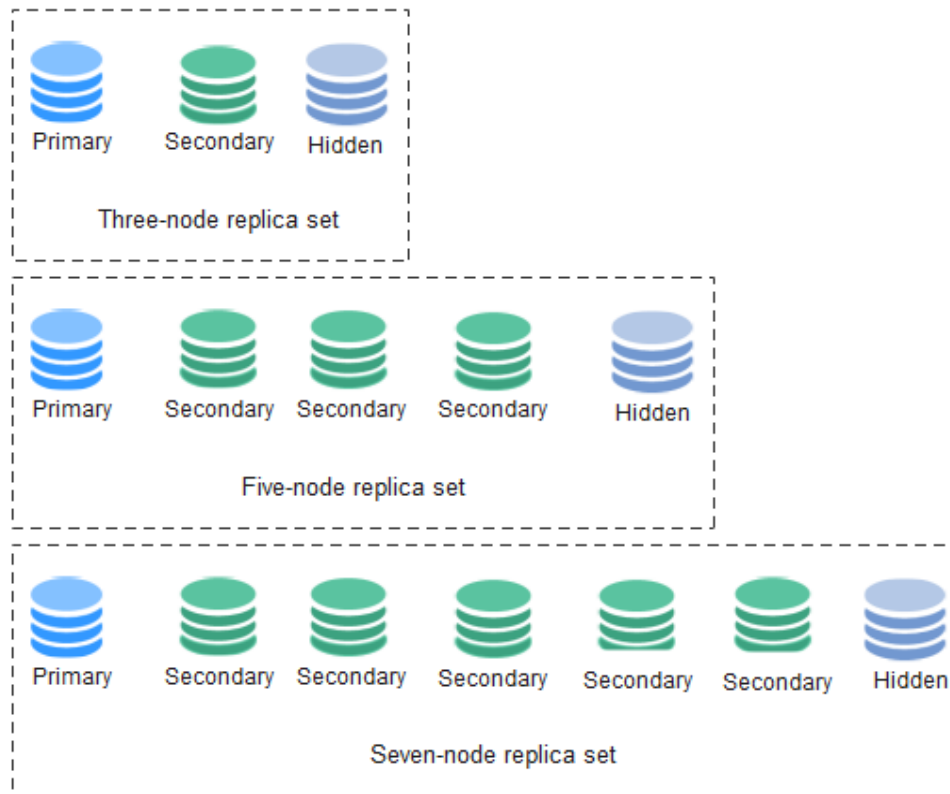 Primary Secondary Hidden
Three-node replica set
Primary Secondary Secondary Secondary Hidden
Five-node replica set
Primary Secondary Secondary Secondary Secondary Secondary Hidden
Seven-node replica set